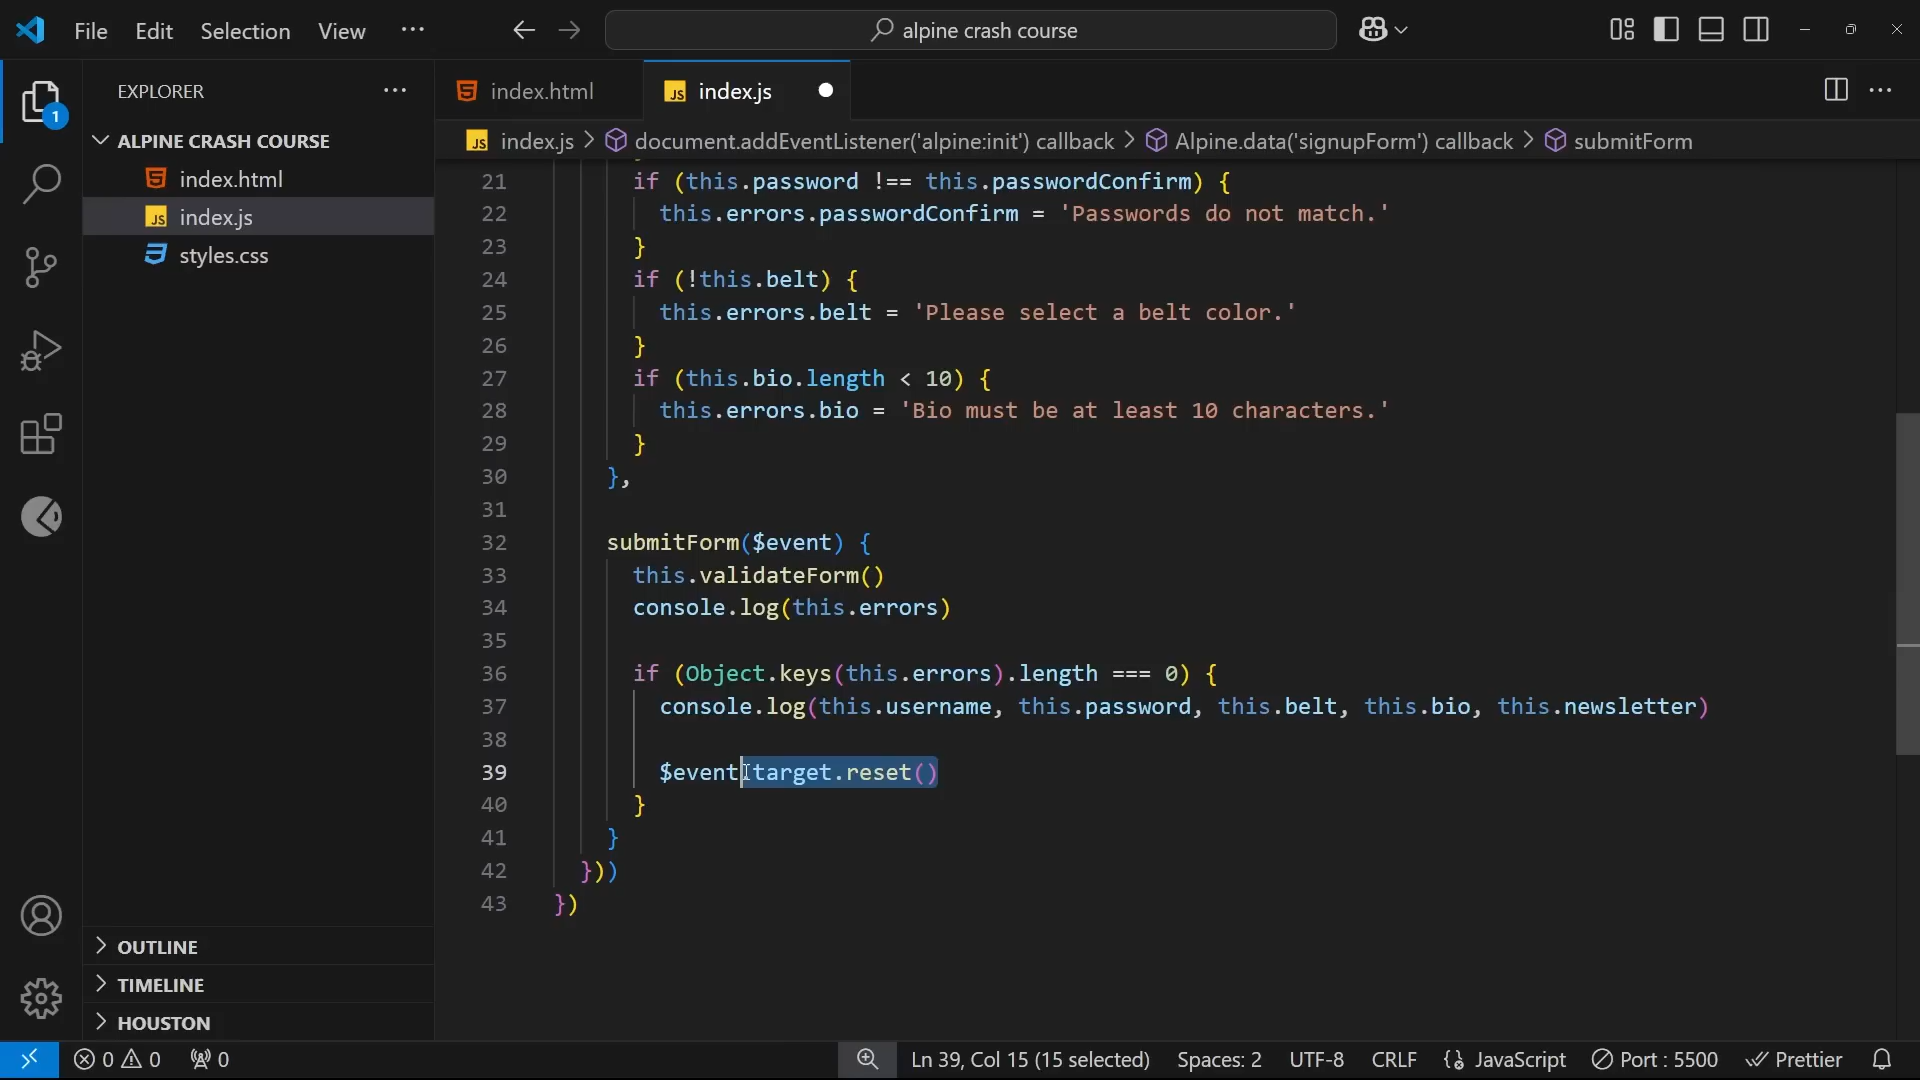 File Edit Selection View ...
alpine crash course
EXPLORER ...
1
ALPINE CRASH COURSE
index.html
JS index.js
styles.css
OUTLINE
TIMELINE
HOUSTON
index.html
JS index.js
...
JS index.js > document.addEventListener('alpine:init') callback > Alpine.data('signupForm') callback > submitForm
21 if (this.password !== this.passwordConfirm) {
22 this.errors.passwordConfirm = 'Passwords do not match.'
23 }
24 if (!this.belt) {
25 this.errors.belt = 'Please select a belt color.'
26 }
27 if (this.bio.length < 10) {
28 this.errors.bio = 'Bio must be at least 10 characters.'
29 }
30 },
31
32 submitForm($event) {
33 this.validateForm()
34 console.log(this.errors)
35
36 if (Object.keys(this.errors).length === 0) {
37 console.log(this.username, this.password, this.belt, this.bio, this.newsletter)
38
39 $event.target.reset()
40 }
41 }
42 }))
43 })
0 0 0
Ln 39, Col 15 (15 selected) Spaces: 2 UTF-8 CRLF JavaScript Port : 5500 Prettier